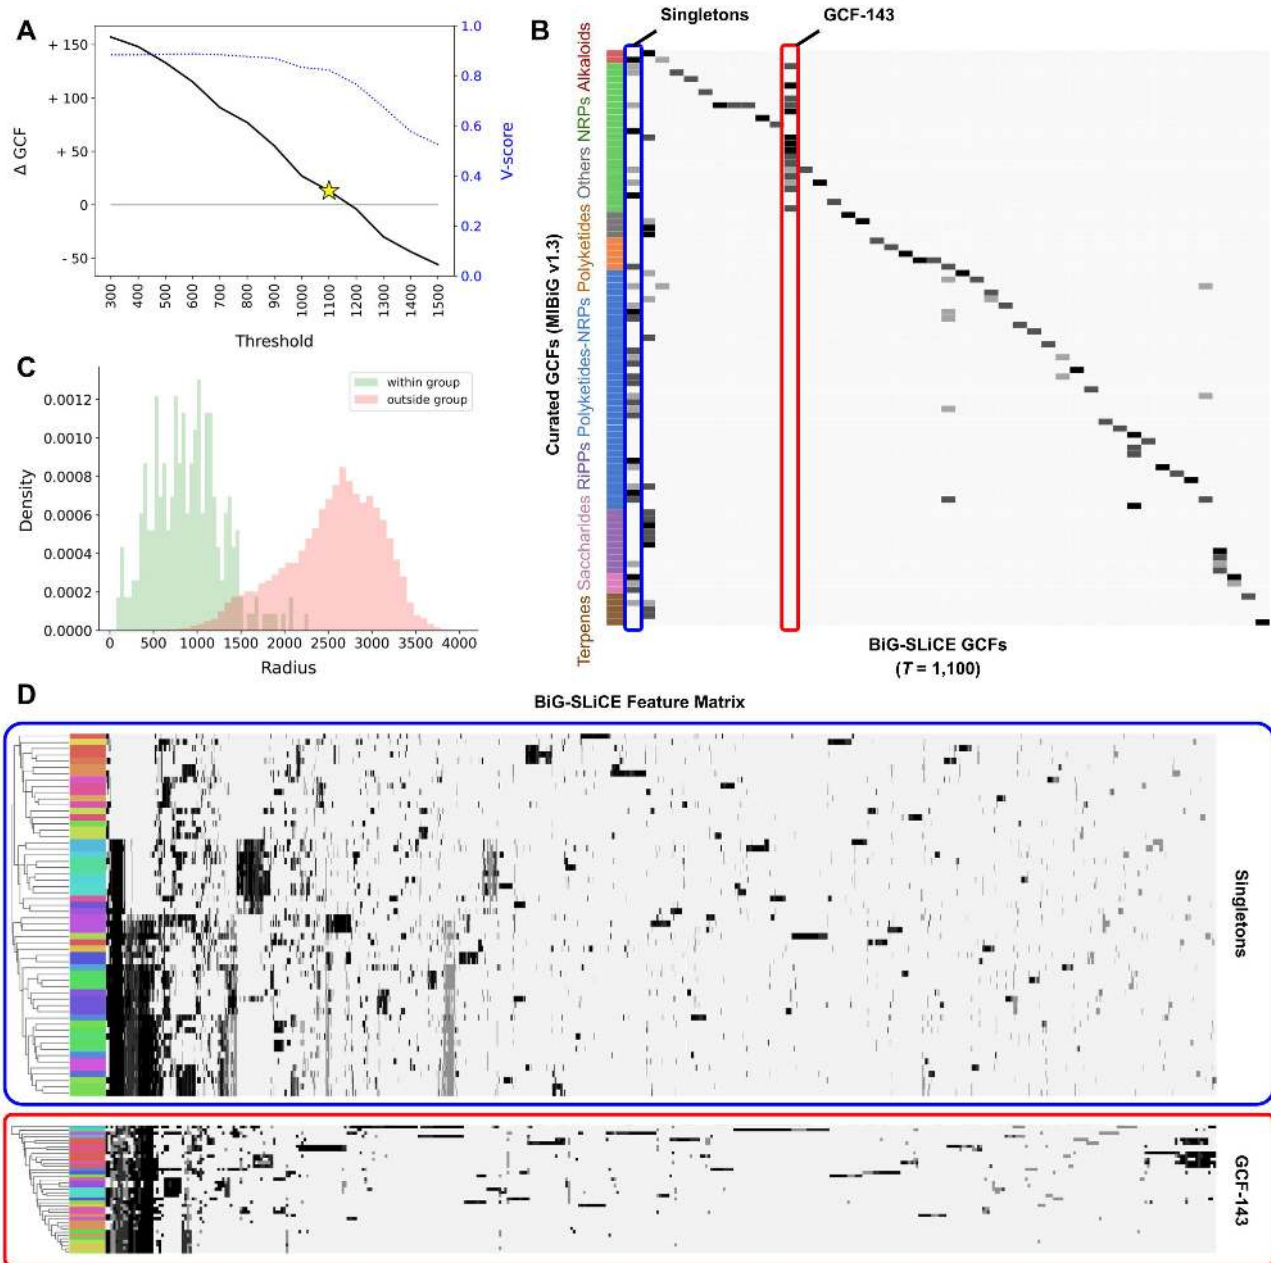 A
+ 150
+ 100
+ 50
0
- 50
Δ GCF
1.0
0.8
0.6
0.4
0.2
0.0
V-score
300
400
500
600
700
800
900
1000
1100
1200
1300
1400
1500
Threshold
B
Singletons
GCF-143
Curated GCFs (MIBiG v1.3)
Terpenes Saccharides RiPPs Polyketides-NRPs Polyketides Others NRPs Alkaloids
BiG-SLiCE GCFs
(T = 1,100)
C
within group
outside group
0.0012
0.0010
0.0008
0.0006
0.0004
0.0002
0.0000
Density
0 500 1000 1500 2000 2500 3000 3500 4000
Radius
D
BiG-SLiCE Feature Matrix
Singletons
GCF-143